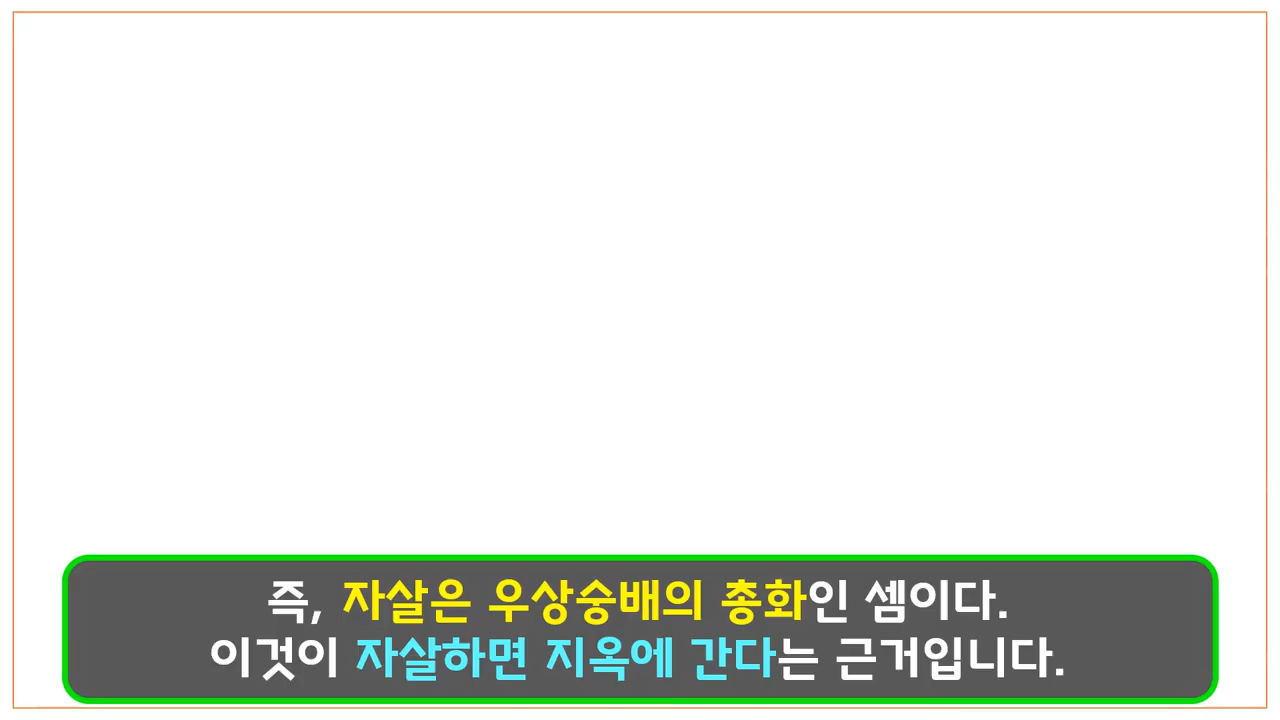 즉, 자살은 우상숭배의 총화인 셈이다.
이것이 자살하면 지옥에 간다는 근거입니다.